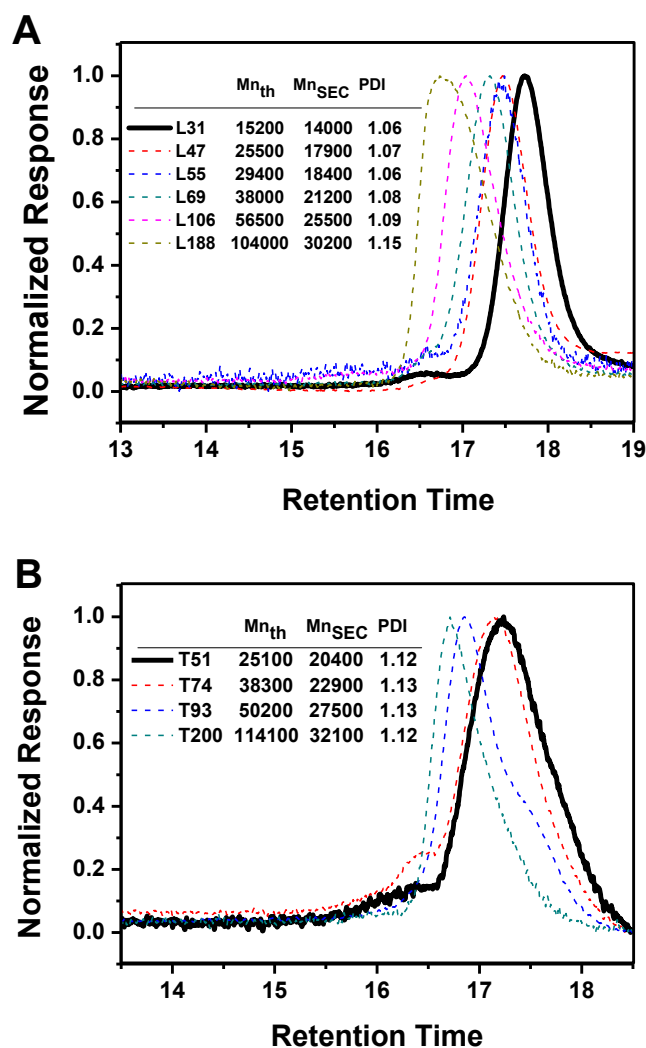 A
Mnth MnSEC PDI
L31 15200 14000 1.06
L47 25500 17900 1.07
L55 29400 18400 1.06
L69 38000 21200 1.08
L106 56500 25500 1.09
L188 104000 30200 1.15
Normalized Response
1.0
0.8
0.6
0.4
0.2
0.0
13 14 15 16 17 18 19
Retention Time
B
Mnth MnSEC PDI
T51 25100 20400 1.12
T74 38300 22900 1.13
T93 50200 27500 1.13
T200 114100 32100 1.12
Normalized Response
1.0
0.8
0.6
0.4
0.2
0.0
14 15 16 17 18
Retention Time